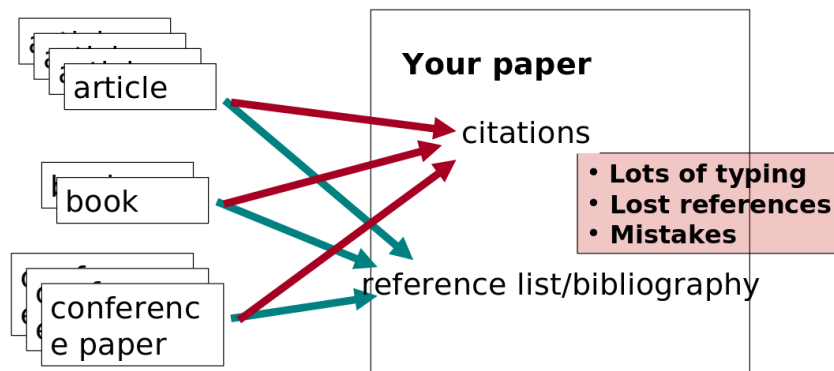 article
Your paper
citations
book
• Lots of typing
• Lost references
• Mistakes
reference list/bibliography
conferenc
e paper